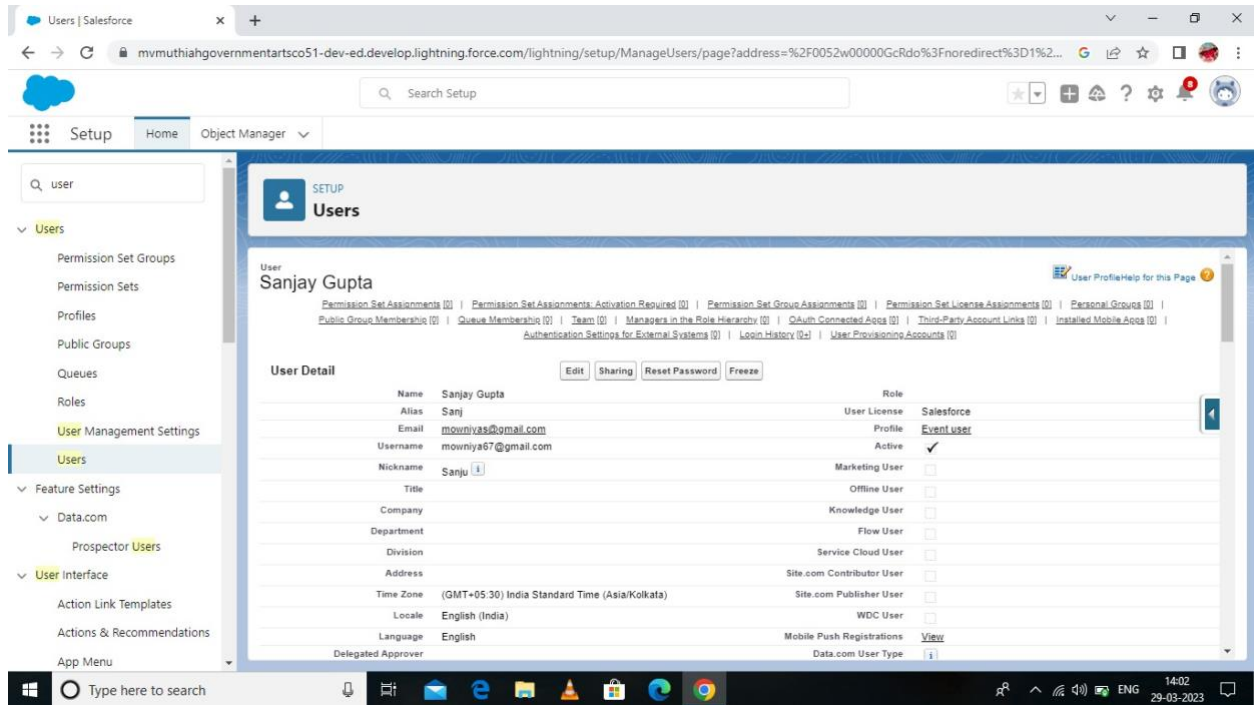 Users | Salesforce
mvmuthiahgovernmentartsco51-dev-ed.develop.lightning.force.com/lightning/setup/ManageUsers/page?address=%2F0052w00000GcRdo%3Fnoredirect%3D1%2...
Search Setup
8
Setup Home Object Manager
user
SETUP
Users
Users
Permission Set Groups
Permission Sets
Profiles
Public Groups
Queues
Roles
User Management Settings
Users
Feature Settings
Data.com
Prospector Users
User Interface
Action Link Templates
Actions & Recommendations
App Menu
User
Sanjay Gupta
User Profile Help for this Page
Permission Set Assignments [0] | Permission Set Assignments: Activation Required [0] | Permission Set Group Assignments [0] | Permission Set License Assignments [0] | Personal Groups [0] |
Public Group Membership [0] | Queue Membership [0] | Team [0] | Managers in the Role Hierarchy [0] | OAuth Connected Apps [0] | Third-Party Account Links [0] | Installed Mobile Apps [0] |
Authentication Settings for External Systems [0] | Login History [0+] | User Provisioning Accounts [0]
User Detail Edit Sharing Reset Password Freeze
Name Sanjay Gupta Role
Alias Sanj User License Salesforce
Email mowniyas@gmail.com Profile Event user
Username mowniya67@gmail.com Active
Nickname Sanju i Marketing User
Title Offline User
Company Knowledge User
Department Flow User
Division Service Cloud User
Address Site.com Contributor User
Time Zone (GMT+05:30) India Standard Time (Asia/Kolkata) Site.com Publisher User
Locale English (India) WDC User
Language English Mobile Push Registrations View
Delegated Approver Data.com User Type i
Type here to search
ENG
14:02
29-03-2023